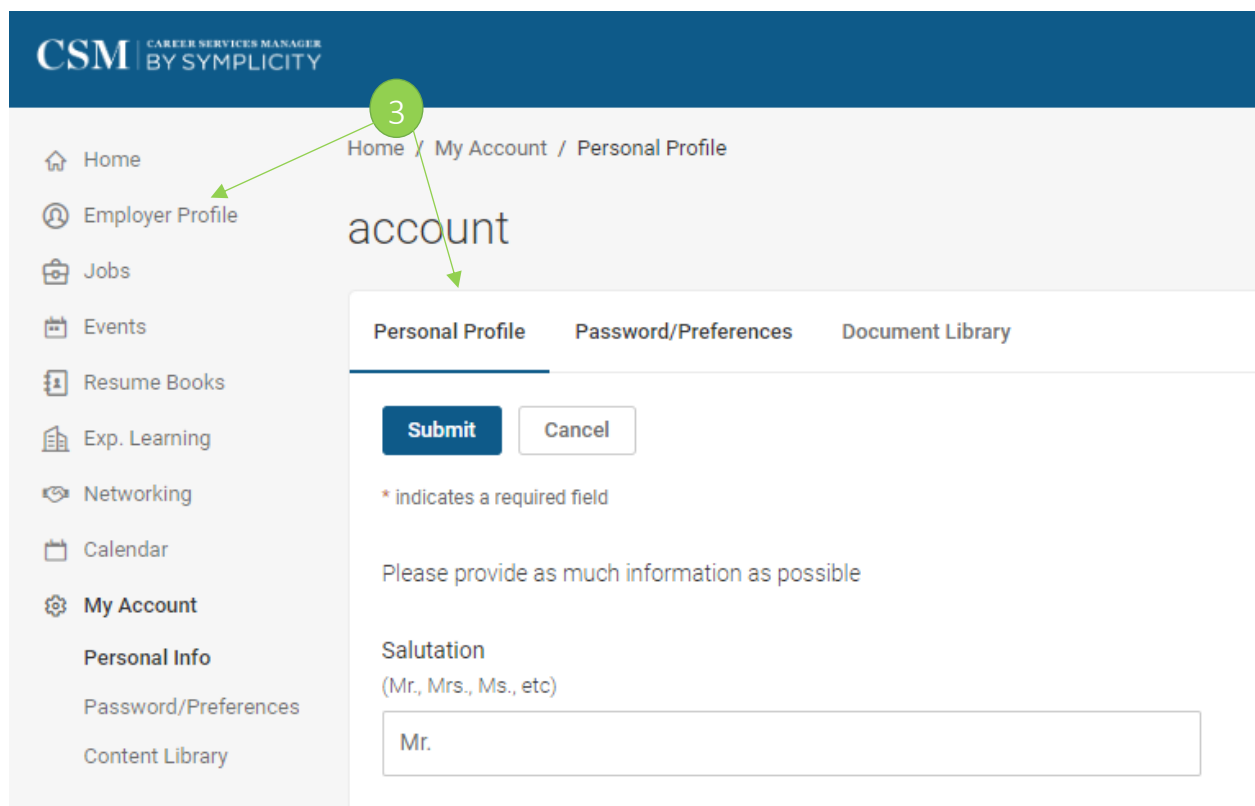 CSM CAREER SERVICES MANAGER
BY SYMPLICITY
3
Home
Employer Profile
Jobs
Events
Resume Books
Exp. Learning
Networking
Calendar
My Account
Personal Info
Password/Preferences
Content Library
Home / My Account / Personal Profile
account
Personal Profile Password/Preferences Document Library
Submit Cancel
* indicates a required field
Please provide as much information as possible
Salutation
(Mr., Mrs., Ms., etc)
Mr.